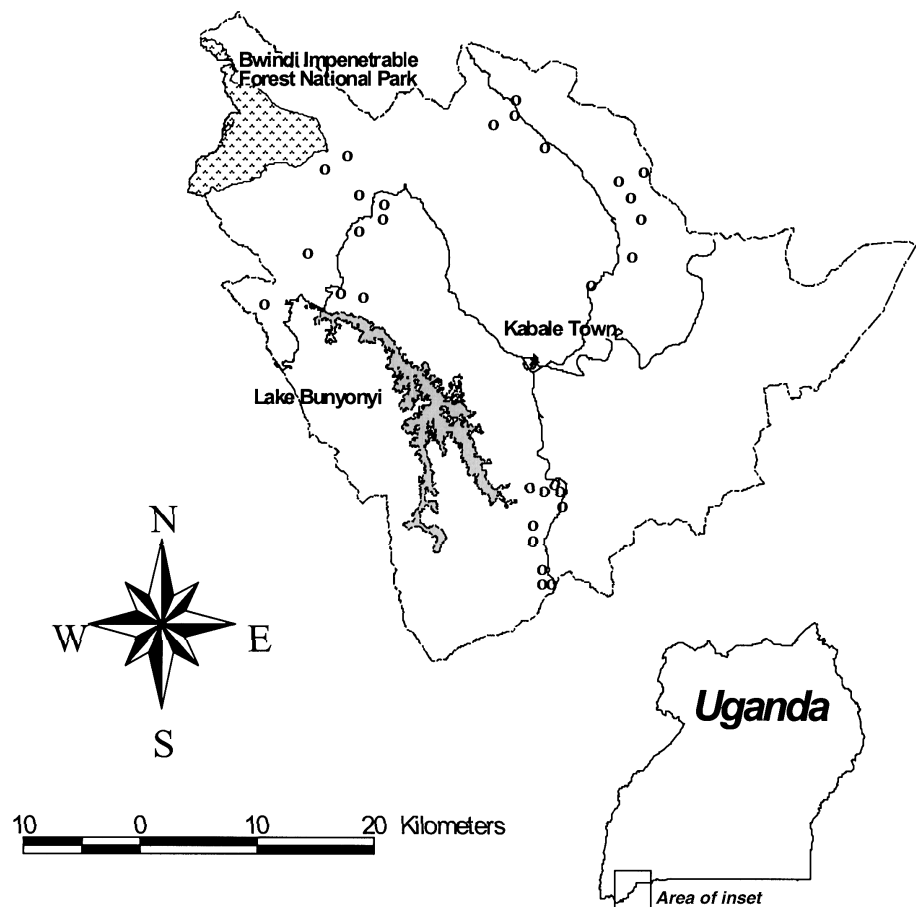 Bwindi Impenetrable
Forest National Park
Kabale Town
Lake Bunyonyi
N
W
E
S
Uganda
10 0 10 20 Kilometers
Area of inset